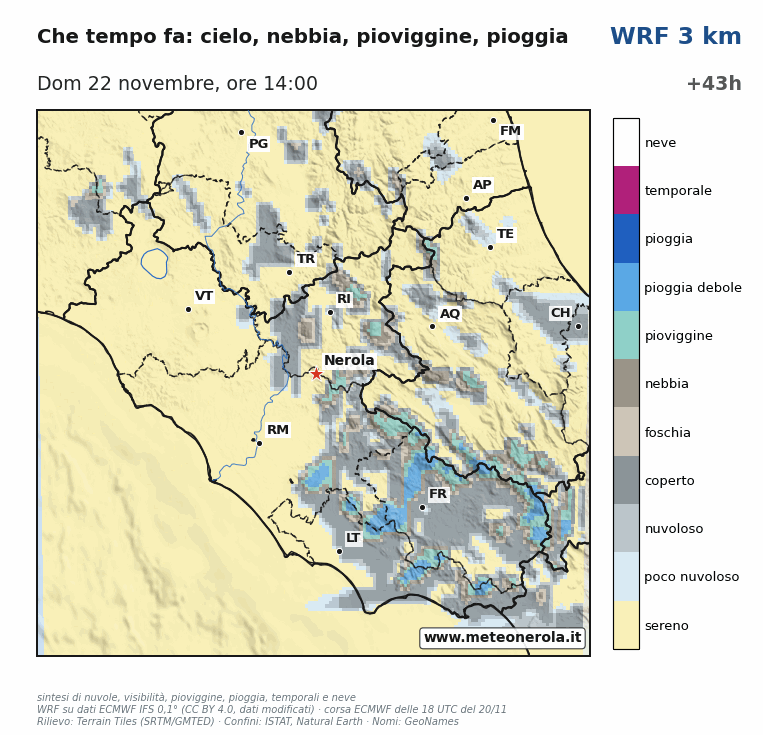 Che tempo fa: cielo, nebbia, pioviggine, pioggia
WRF 3 km
Dom 22 novembre, ore 14:00
+43h
PG
FM
AP
TE
TR
RI
VT
AQ
CH
Nerola
RM
FR
LT
www.meteonerola.it
neve
temporale
pioggia
pioggia debole
pioviggine
nebbia
foschia
coperto
nuvoloso
poco nuvoloso
sereno
sintesi di nuvole, visibilità, pioviggine, pioggia, temporali e neve
WRF su dati ECMWF IFS 0,1° (CC BY 4.0, dati modificati) · corsa ECMWF delle 18 UTC del 20/11
Rilievo: Terrain Tiles (SRTM/GMTED) · Confini: ISTAT, Natural Earth · Nomi: GeoNames